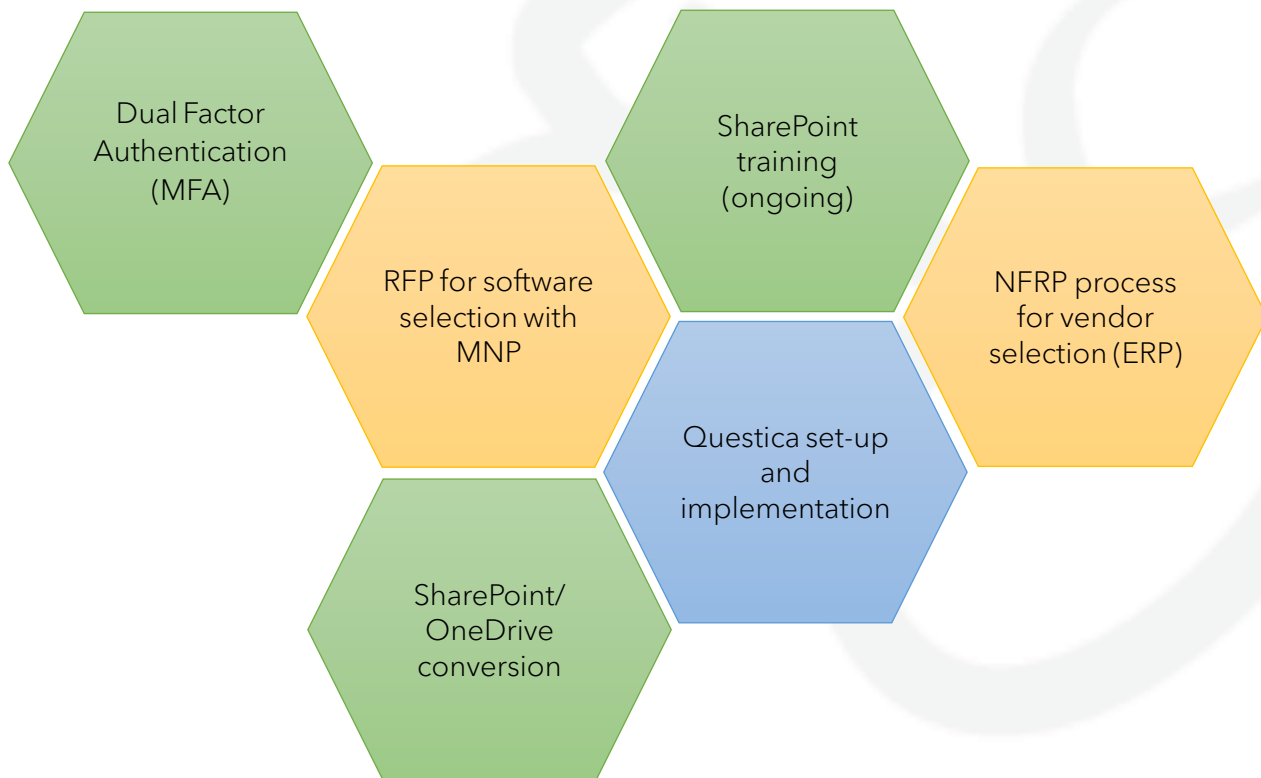 Dual Factor
Authentication
(MFA)
SharePoint
training
(ongoing)
RFP for software
selection with
MNP
NFRP process
for vendor
selection (ERP)
Questica set-up
and
implementation
SharePoint/
OneDrive
conversion